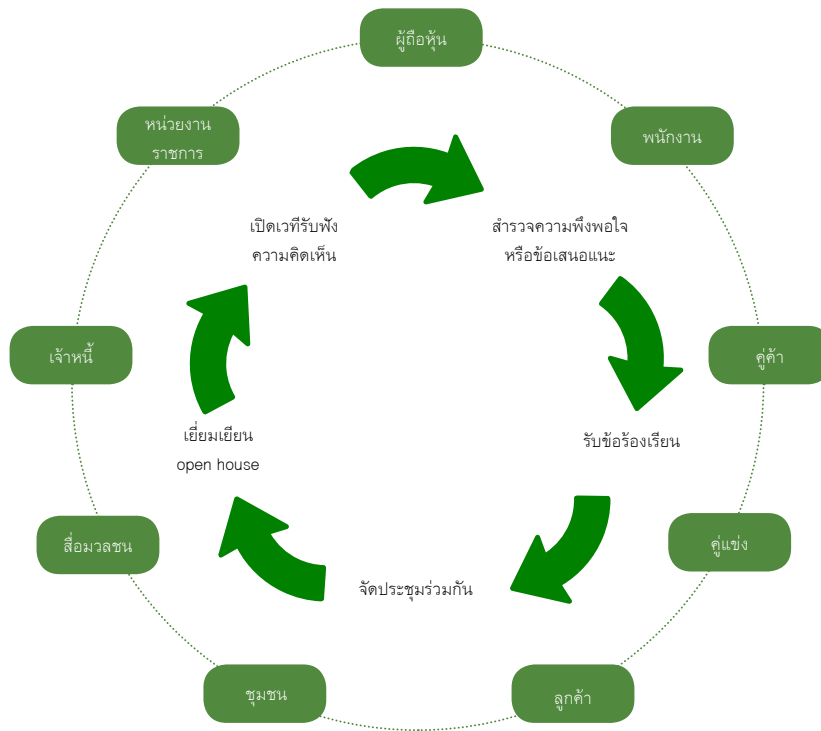 ผู้ถือหุ้น
หน่วยงาน
ราชการ
พนักงาน
เปิดเวทีรับฟัง
ความคิดเห็น
สำรวจความพึงพอใจ
หรือข้อเสนอแนะ
เจ้าหนี้
คู่ค้า
เยี่ยมเยียน
open house
รับข้อร้องเรียน
สื่อมวลชน
คู่แข่ง
จัดประชุมร่วมกัน
ชุมชน
ลูกค้า